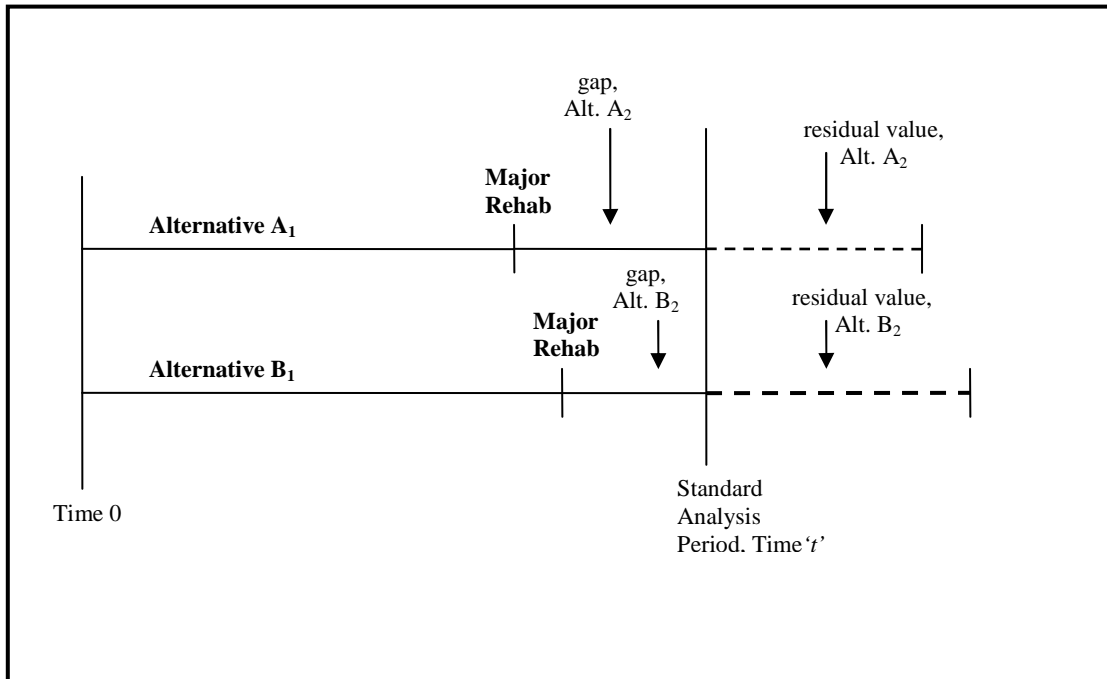 gap,
Alt. A₂
residual value,
Alt. A₂
Major
Rehab
Alternative A₁
gap,
Alt. B₂
residual value,
Alt. B₂
Major
Rehab
Alternative B₁
Time 0
Standard
Analysis
Period, Time‘t’